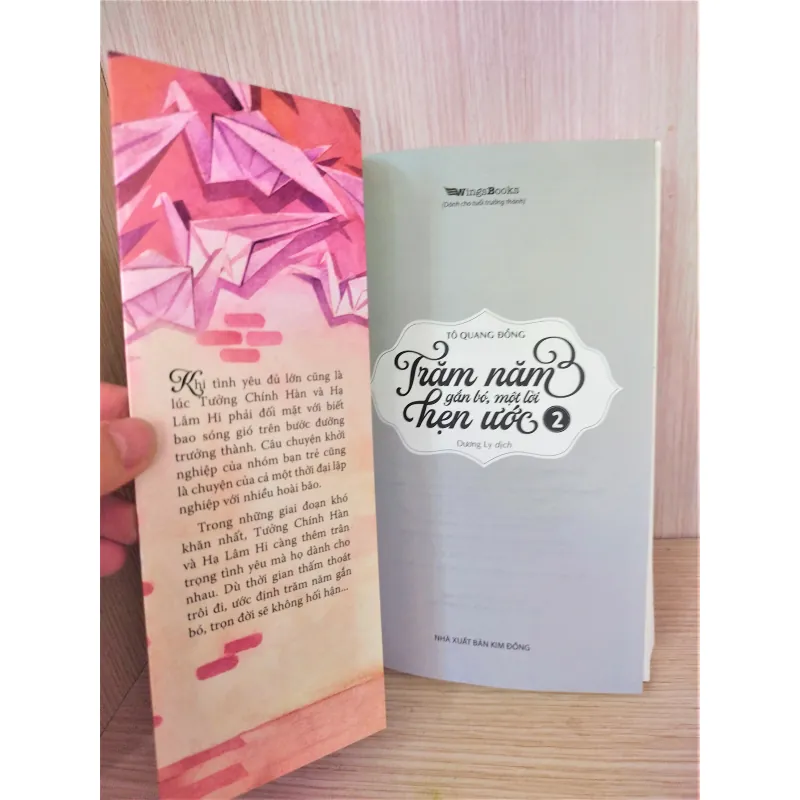 Khi tình yêu đủ lớn cũng là
lúc Tưởng Chính Hàn và Hạ
Lâm Hi phải đối mặt với biết
bao sóng gió trên bước đường
trưởng thành. Câu chuyện khởi
nghiệp của nhóm bạn trẻ cũng
là chuyện của cả một thời đại lập
nghiệp với nhiều hoài bão.
Trong những giai đoạn khó
khăn nhất, Tưởng Chính Hàn
và Hạ Lâm Hi càng thêm trân
trọng tình yêu mà họ dành cho
nhau. Dù thời gian thấm thoát
trôi đi, ước định trăm năm gắn
bó, trọn đời sẽ không hối hận...
WingsBooks
(Dành cho tuổi trưởng thành)
TÔ QUANG ĐỒNG
Trăm năm
gắn bó, một lời
hẹn ước 2
Dương Ly dịch
NHÀ XUẤT BẢN KIM ĐỒNG